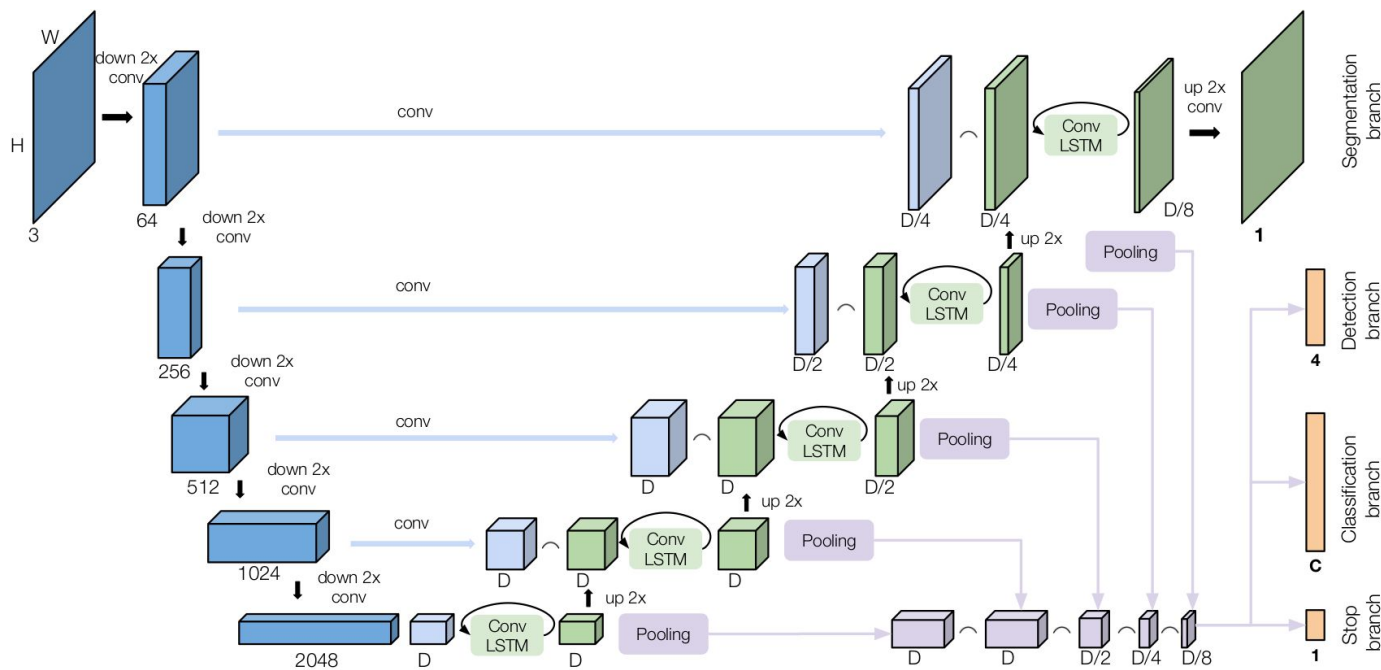 W
down 2x
conv
H
3
64
conv
D/4
D/4
Conv
LSTM
D/8
up 2x
conv
1
Segmentation
branch
down 2x
conv
256
conv
D/2
D/2
Conv
LSTM
D/4
up 2x
Pooling
Pooling
4
Detection
branch
down 2x
conv
512
conv
D
D
Conv
LSTM
D/2
up 2x
Pooling
C
Classification
branch
down 2x
conv
1024
conv
D
D
Conv
LSTM
D
up 2x
Pooling
down 2x
conv
2048
D
Conv
LSTM
D
up 2x
Pooling
D
D
D/2
D/4
D/8
1
Stop
branch